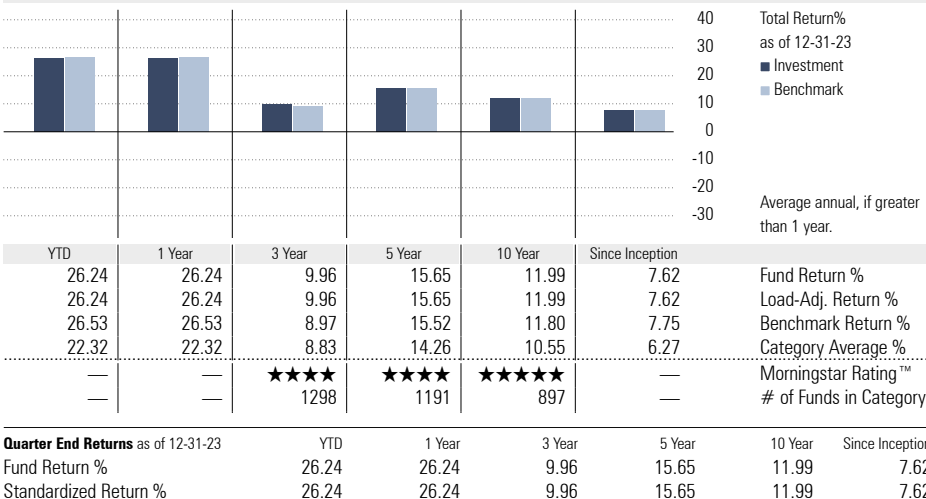 40
30
20
10
0
-10
-20
-30
Total Return%
as of 12-31-23
■ Investment
■ Benchmark
Average annual, if greater
than 1 year.
YTD 1 Year 3 Year 5 Year 10 Year Since Inception
26.24 26.24 9.96 15.65 11.99 7.62 Fund Return %
26.24 26.24 9.96 15.65 11.99 7.62 Load-Adj. Return %
26.53 26.53 8.97 15.52 11.80 7.75 Benchmark Return %
22.32 22.32 8.83 14.26 10.55 6.27 Category Average %
— — ★★★★ ★★★★ ★★★★★ — Morningstar Rating™
— — 1298 1191 897 — # of Funds in Category
Quarter End Returns as of 12-31-23 YTD 1 Year 3 Year 5 Year 10 Year Since Inception
Fund Return % 26.24 26.24 9.96 15.65 11.99 7.62
Standardized Return % 26.24 26.24 9.96 15.65 11.99 7.62